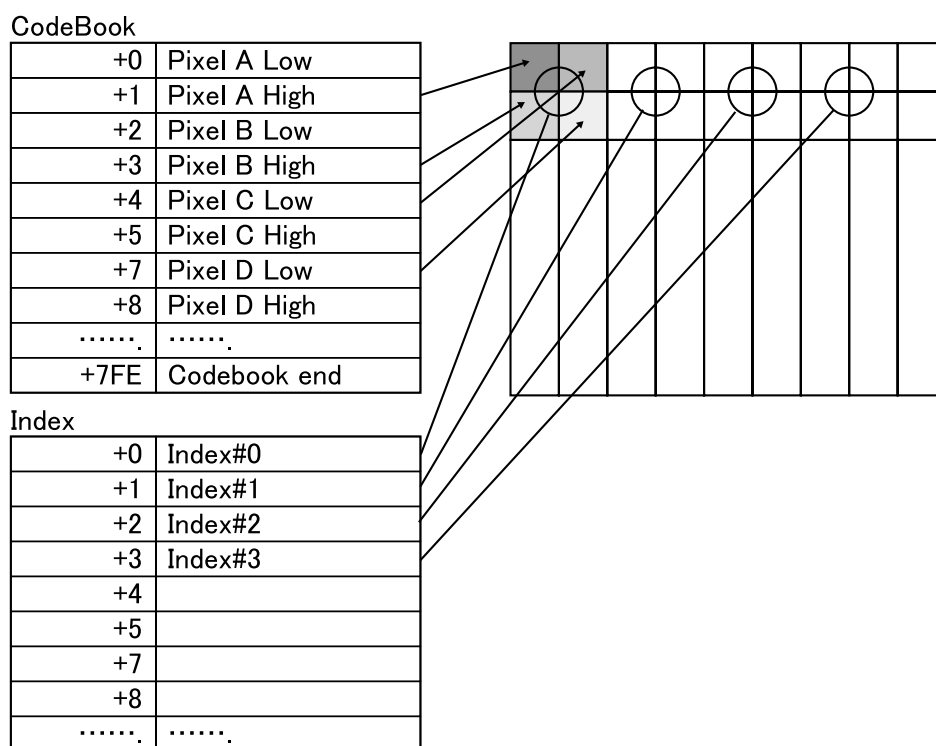 CodeBook
+0 Pixel A Low
+1 Pixel A High
+2 Pixel B Low
+3 Pixel B High
+4 Pixel C Low
+5 Pixel C High
+7 Pixel D Low
+8 Pixel D High
……. …….
+7FE Codebook end
Index
+0 Index#0
+1 Index#1
+2 Index#2
+3 Index#3
+4
+5
+7
+8
……. …….